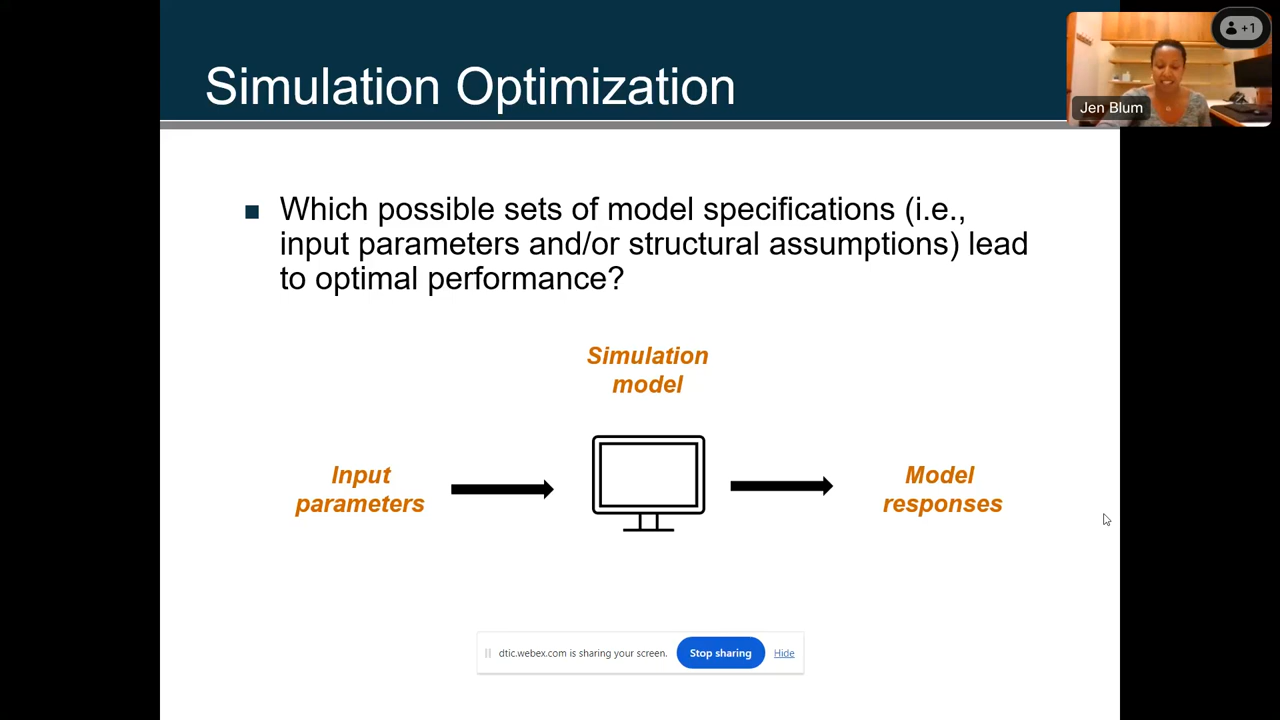 Simulation Optimization
+1
Jen Blum
Which possible sets of model specifications (i.e.,
input parameters and/or structural assumptions) lead
to optimal performance?
Simulation
model
Input
parameters
Model
responses
dtic.webex.com is sharing your screen.
Stop sharing
Hide